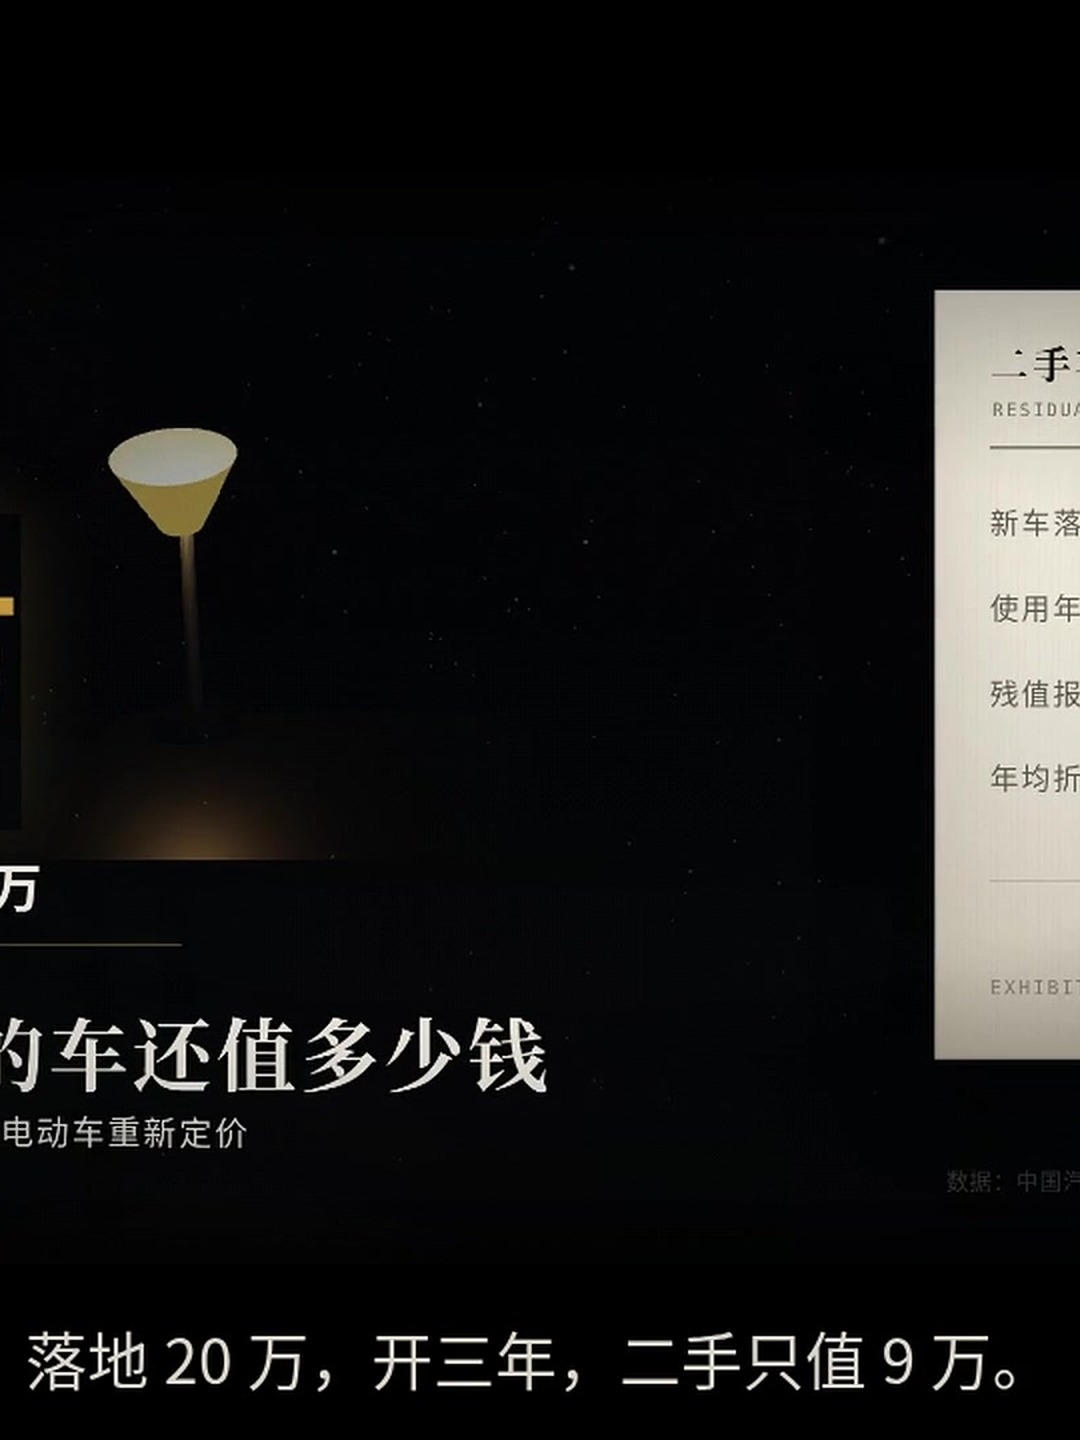 二手
RESIDUA
新车落
使用年
残值报
年均折
EXHIBIT
万
的车还值多少钱
电动车重新定价
数据：中国汽
落地 20 万，开三年，二手只值 9 万。